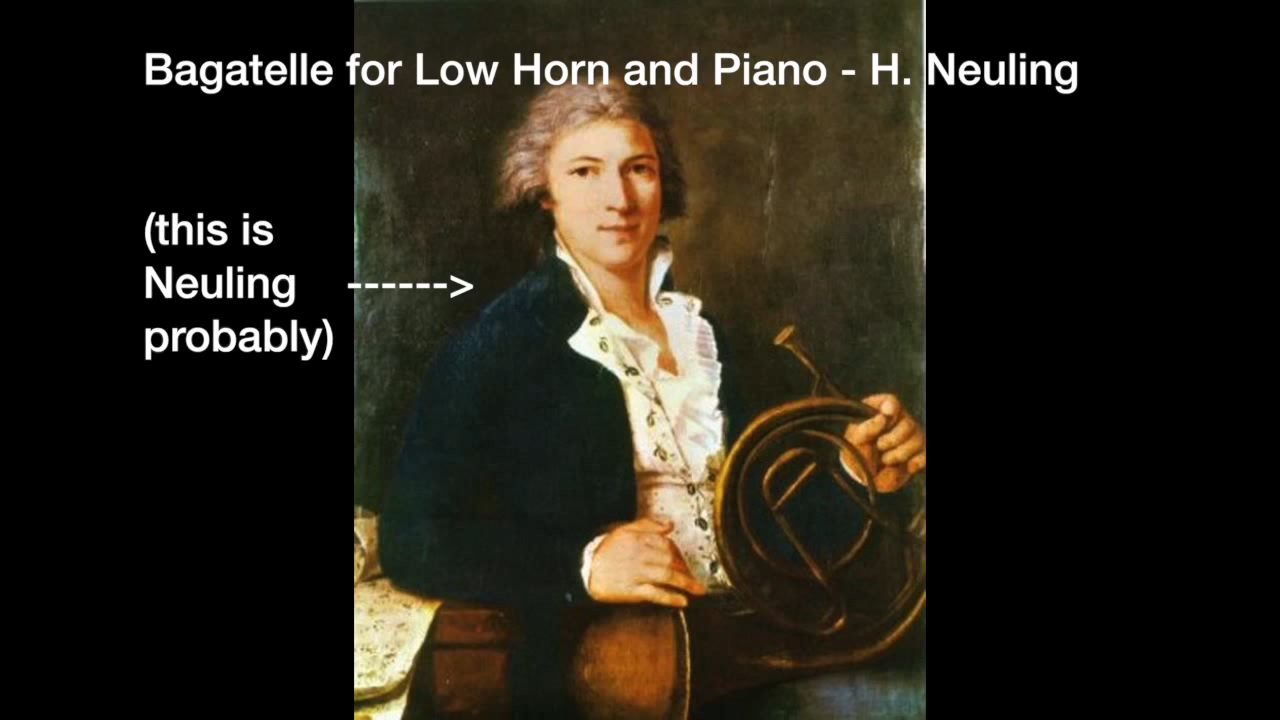 Bagatelle for Low Horn and Piano - H. Neuling
(this is
Neuling ------>
probably)